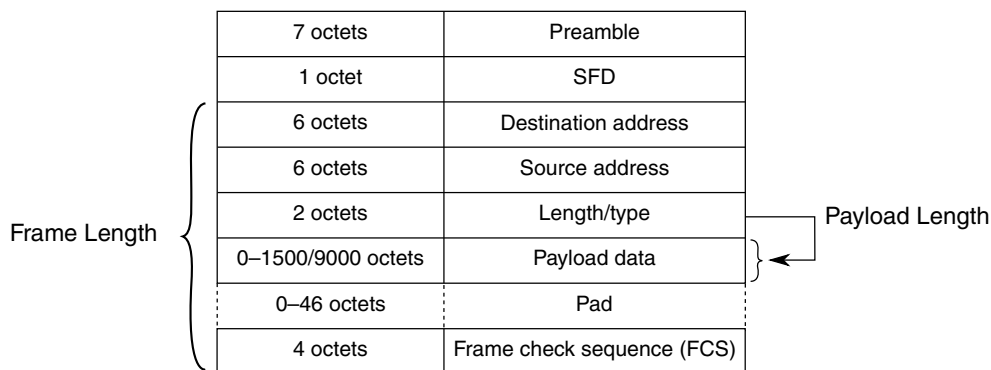 7 octets Preamble
1 octet SFD
6 octets Destination address
6 octets Source address
2 octets Length/type
Frame Length
Payload Length
0–1500/9000 octets Payload data
0–46 octets Pad
4 octets Frame check sequence (FCS)